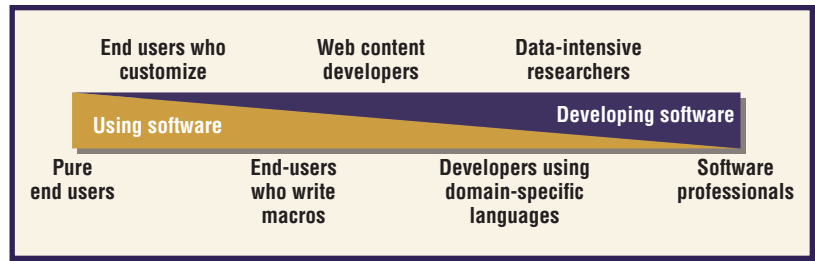 End users who
customize
Web content
developers
Data-intensive
researchers
Developing software
Using software
Pure
end users
End-users
who write
macros
Developers using
domain-specific
languages
Software
professionals